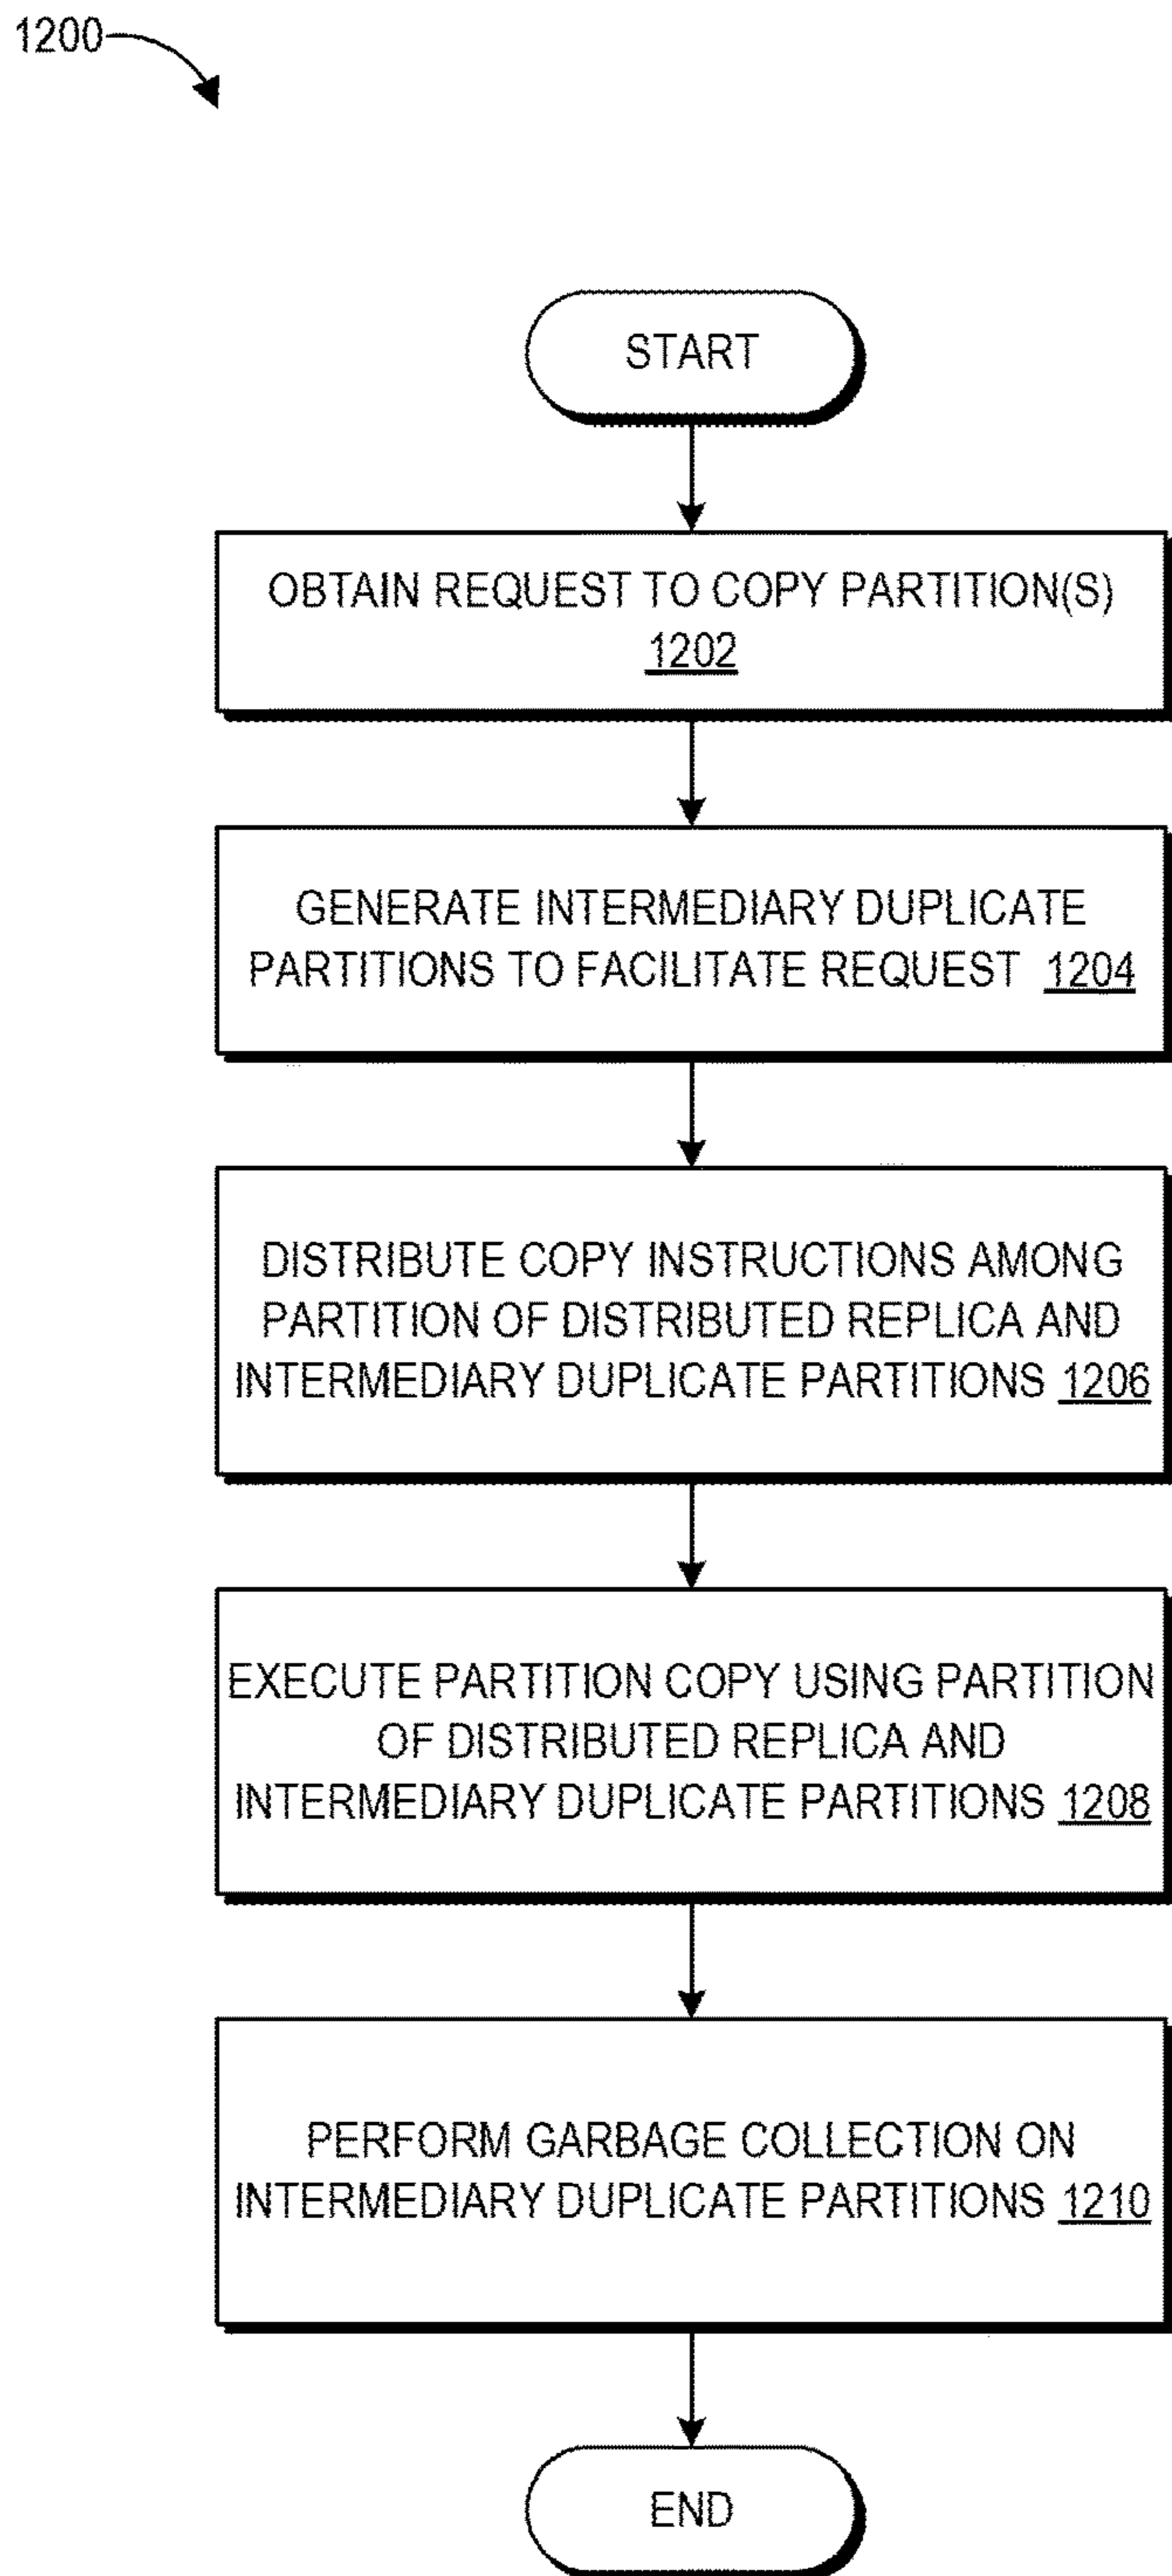 1200
START
OBTAIN REQUEST TO COPY PARTITION(S)
1202
GENERATE INTERMEDIARY DUPLICATE
PARTITIONS TO FACILITATE REQUEST 1204
DISTRIBUTE COPY INSTRUCTIONS AMONG
PARTITION OF DISTRIBUTED REPLICA AND
INTERMEDIARY DUPLICATE PARTITIONS 1206
EXECUTE PARTITION COPY USING PARTITION
OF DISTRIBUTED REPLICA AND
INTERMEDIARY DUPLICATE PARTITIONS 1208
PERFORM GARBAGE COLLECTION ON
INTERMEDIARY DUPLICATE PARTITIONS 1210
END